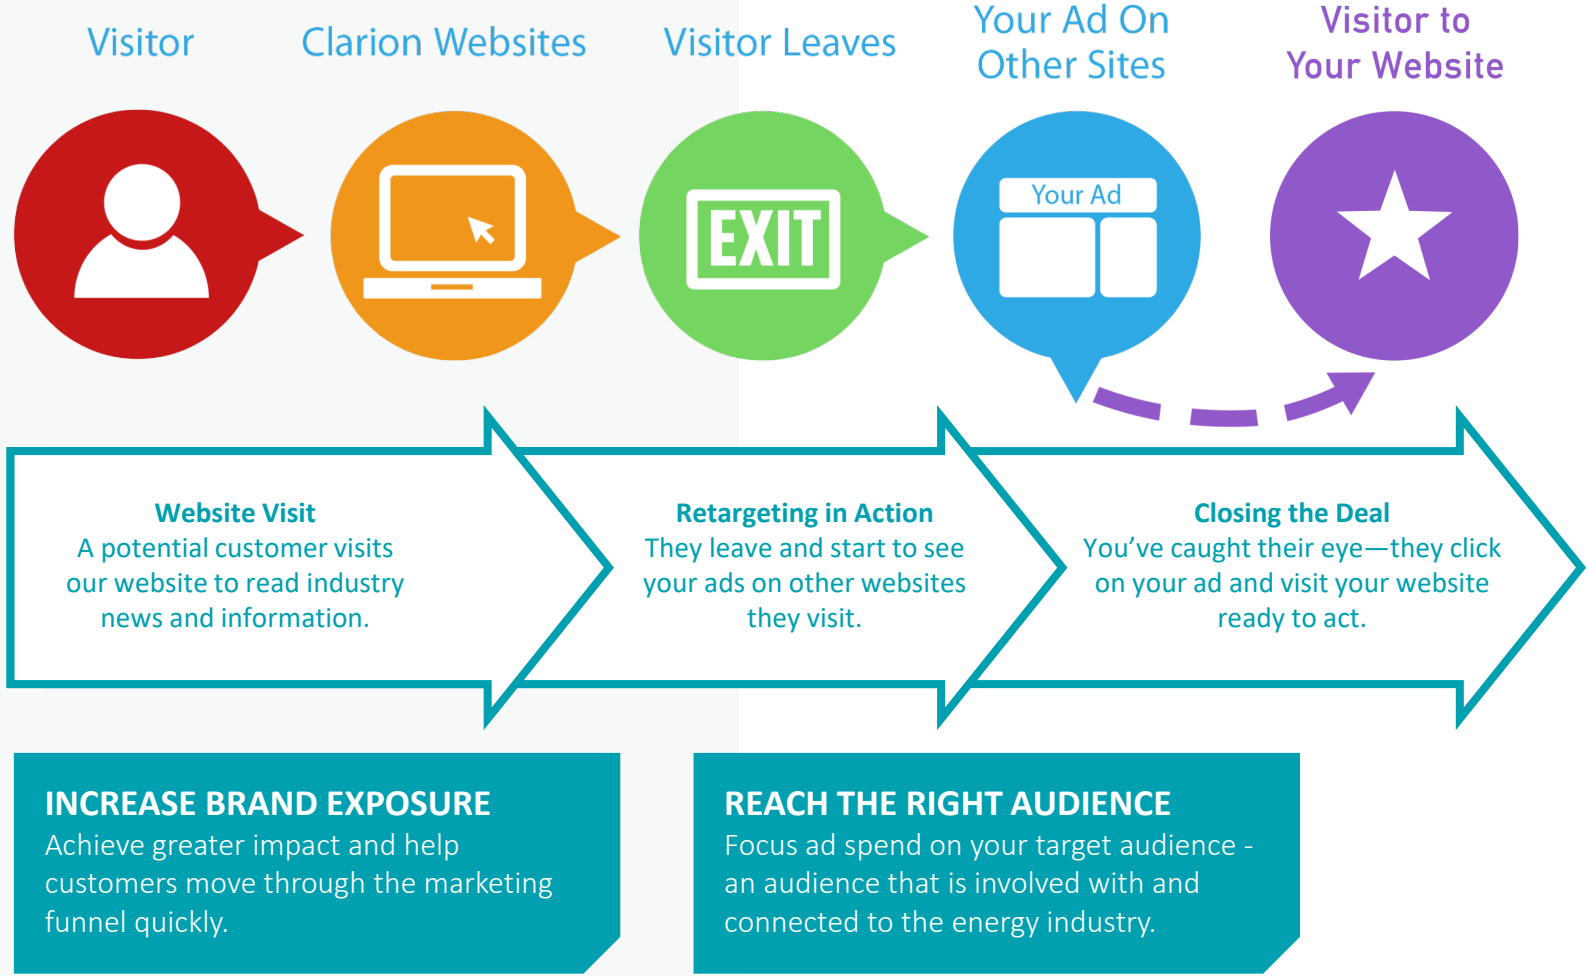 Visitor
Clarion Websites
Visitor Leaves
Your Ad On
Other Sites
Visitor to
Your Website
EXIT
Your Ad
Website Visit
A potential customer visits
our website to read industry
news and information.
Retargeting in Action
They leave and start to see
your ads on other websites
they visit.
Closing the Deal
You’ve caught their eye—they click
on your ad and visit your website
ready to act.
INCREASE BRAND EXPOSURE
Achieve greater impact and help
customers move through the marketing
funnel quickly.
REACH THE RIGHT AUDIENCE
Focus ad spend on your target audience -
an audience that is involved with and
connected to the energy industry.